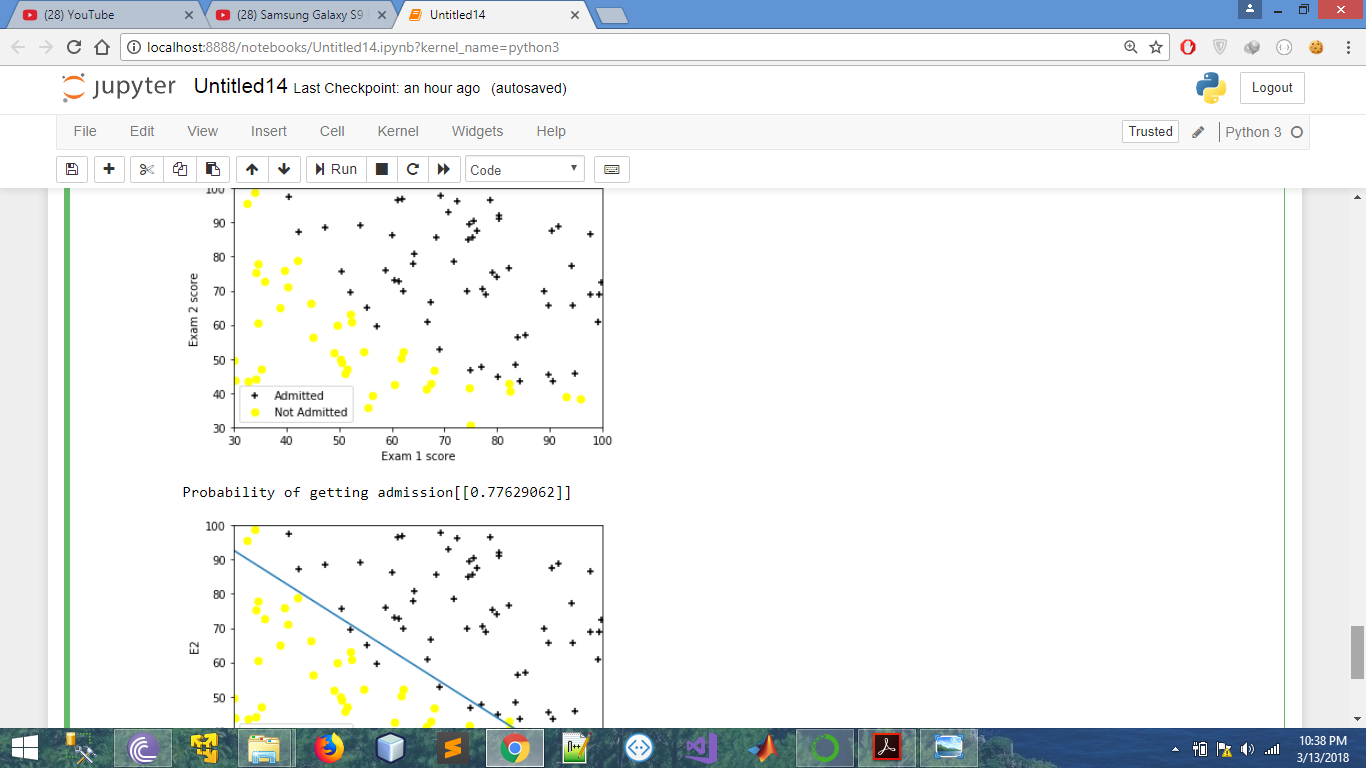 (28) YouTube
(28) Samsung Galaxy S9
Untitled14
localhost:8888/notebooks/Untitled14.ipynb?kernel_name=python3
jupyter Untitled14 Last Checkpoint: an hour ago (autosaved)
Logout
File Edit View Insert Cell Kernel Widgets Help
Trusted Python 3
Run Code
100
90
80
70
60
50
40
30
Exam 2 score
Admitted
Not Admitted
30 40 50 60 70 80 90 100
Exam 1 score
Probability of getting admission[[0.77629062]]
100
90
80
70
60
50
E2
10:38 PM
3/13/2018